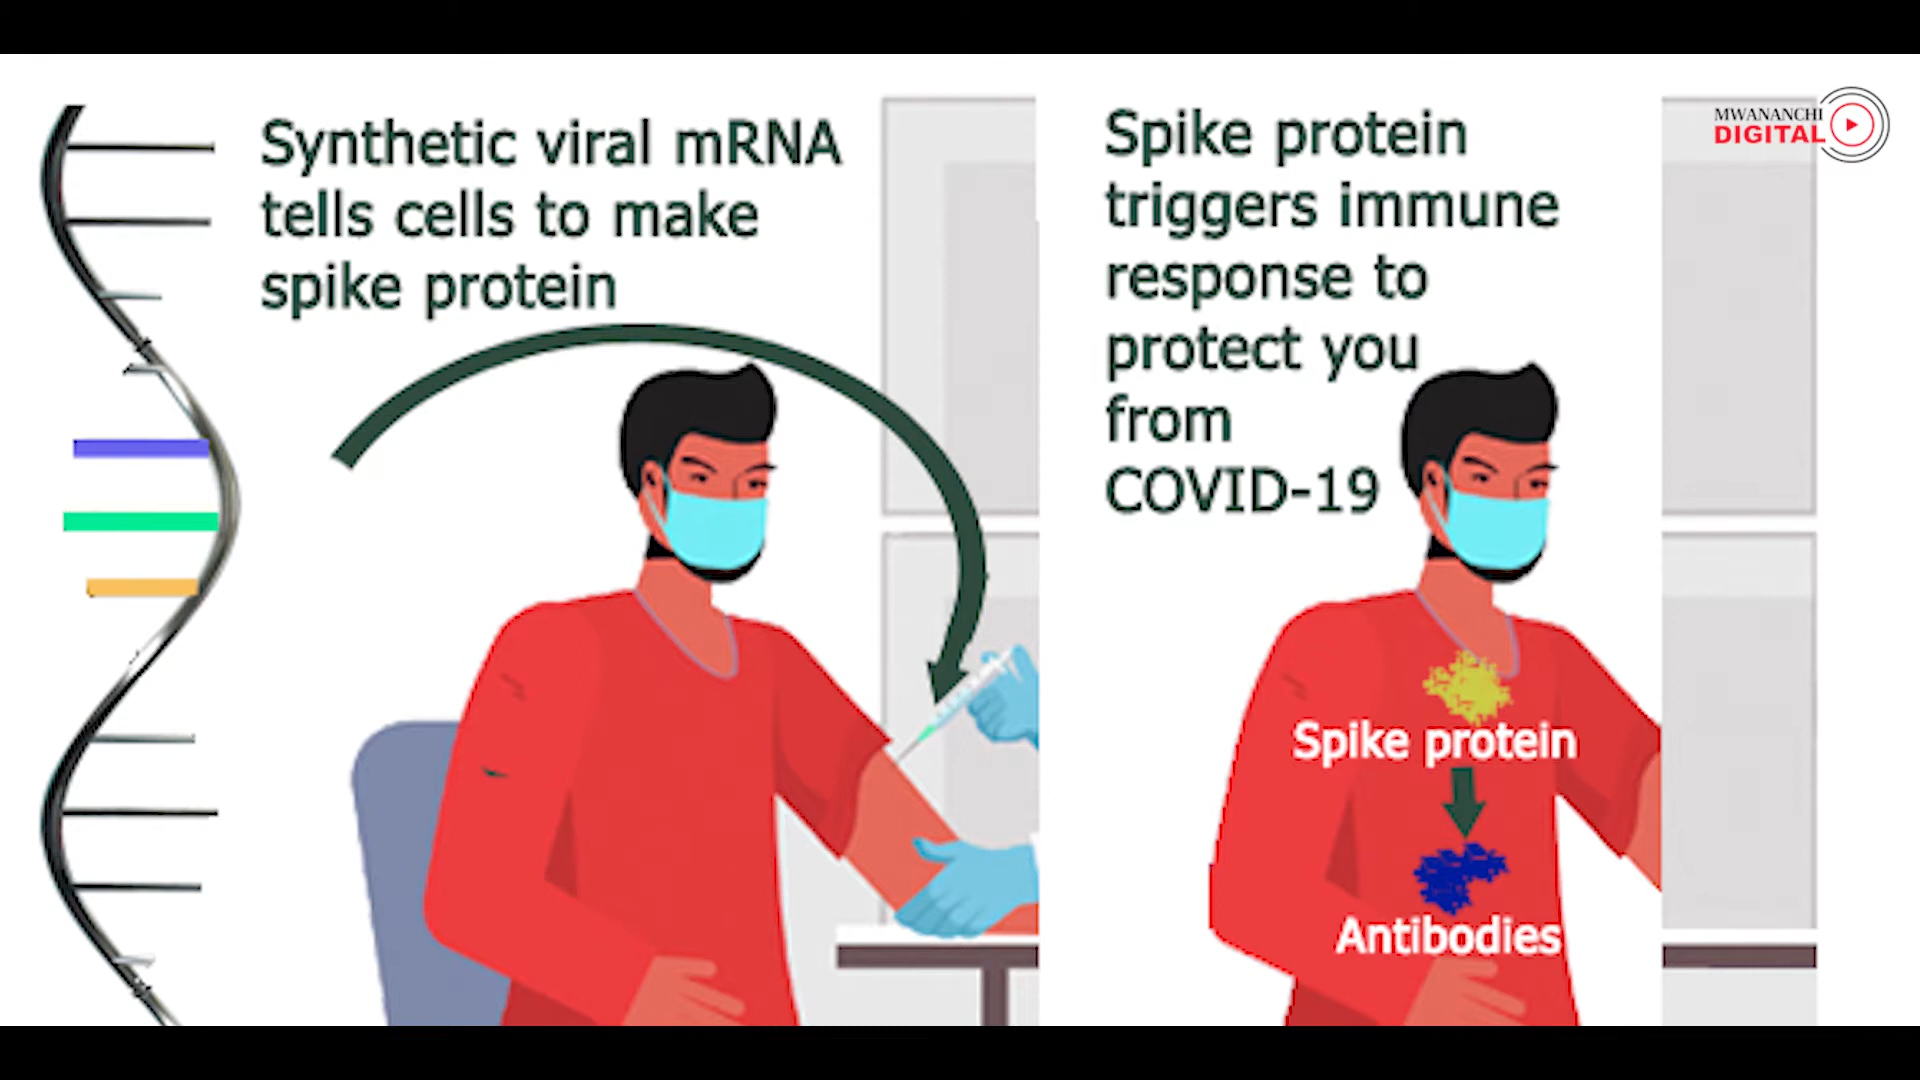 Synthetic viral mRNA
tells cells to make
spike protein
Spike protein
triggers immune
response to
protect you
from
COVID-19
Spike protein
Antibodies
MWANANCHI
DIGITAL